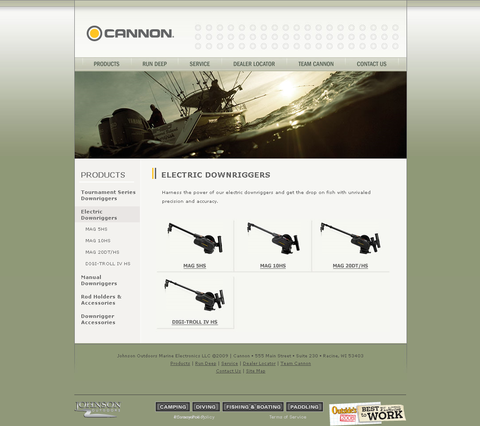 CANNON
PRODUCTS RUN DEEP SERVICE DEALER LOCATOR TEAM CANNON CONTACT US
PRODUCTS
Tournament Series
Downriggers
Electric
Downriggers
MAG 5HS
MAG 10HS
MAG 20DT/HS
DIGI-TROLL IV HS
Manual
Downriggers
Rod Holders &
Accessories
Downrigger
Accessories
ELECTRIC DOWNRIGGERS
Harness the power of our electric downriggers and get the drop on fish with unrivaled
precision and accuracy.
MAG 5HS MAG 10HS MAG 20DT/HS
DIGI-TROLL IV HS
Johnson Outdoors Marine Electronics LLC @2009 | Cannon • 555 Main Street • Suite 238 • Racine, WI 53403
Products | Run Deep | Service | Dealer Locator | Team Cannon
Contact Us | Site Map
JOHNSON
OUTDOORS
[CAMPING] [DIVING] [FISHING & BOATING] [PADDLING]
Terms of Service
Outside
BEST PLACES
to WORK